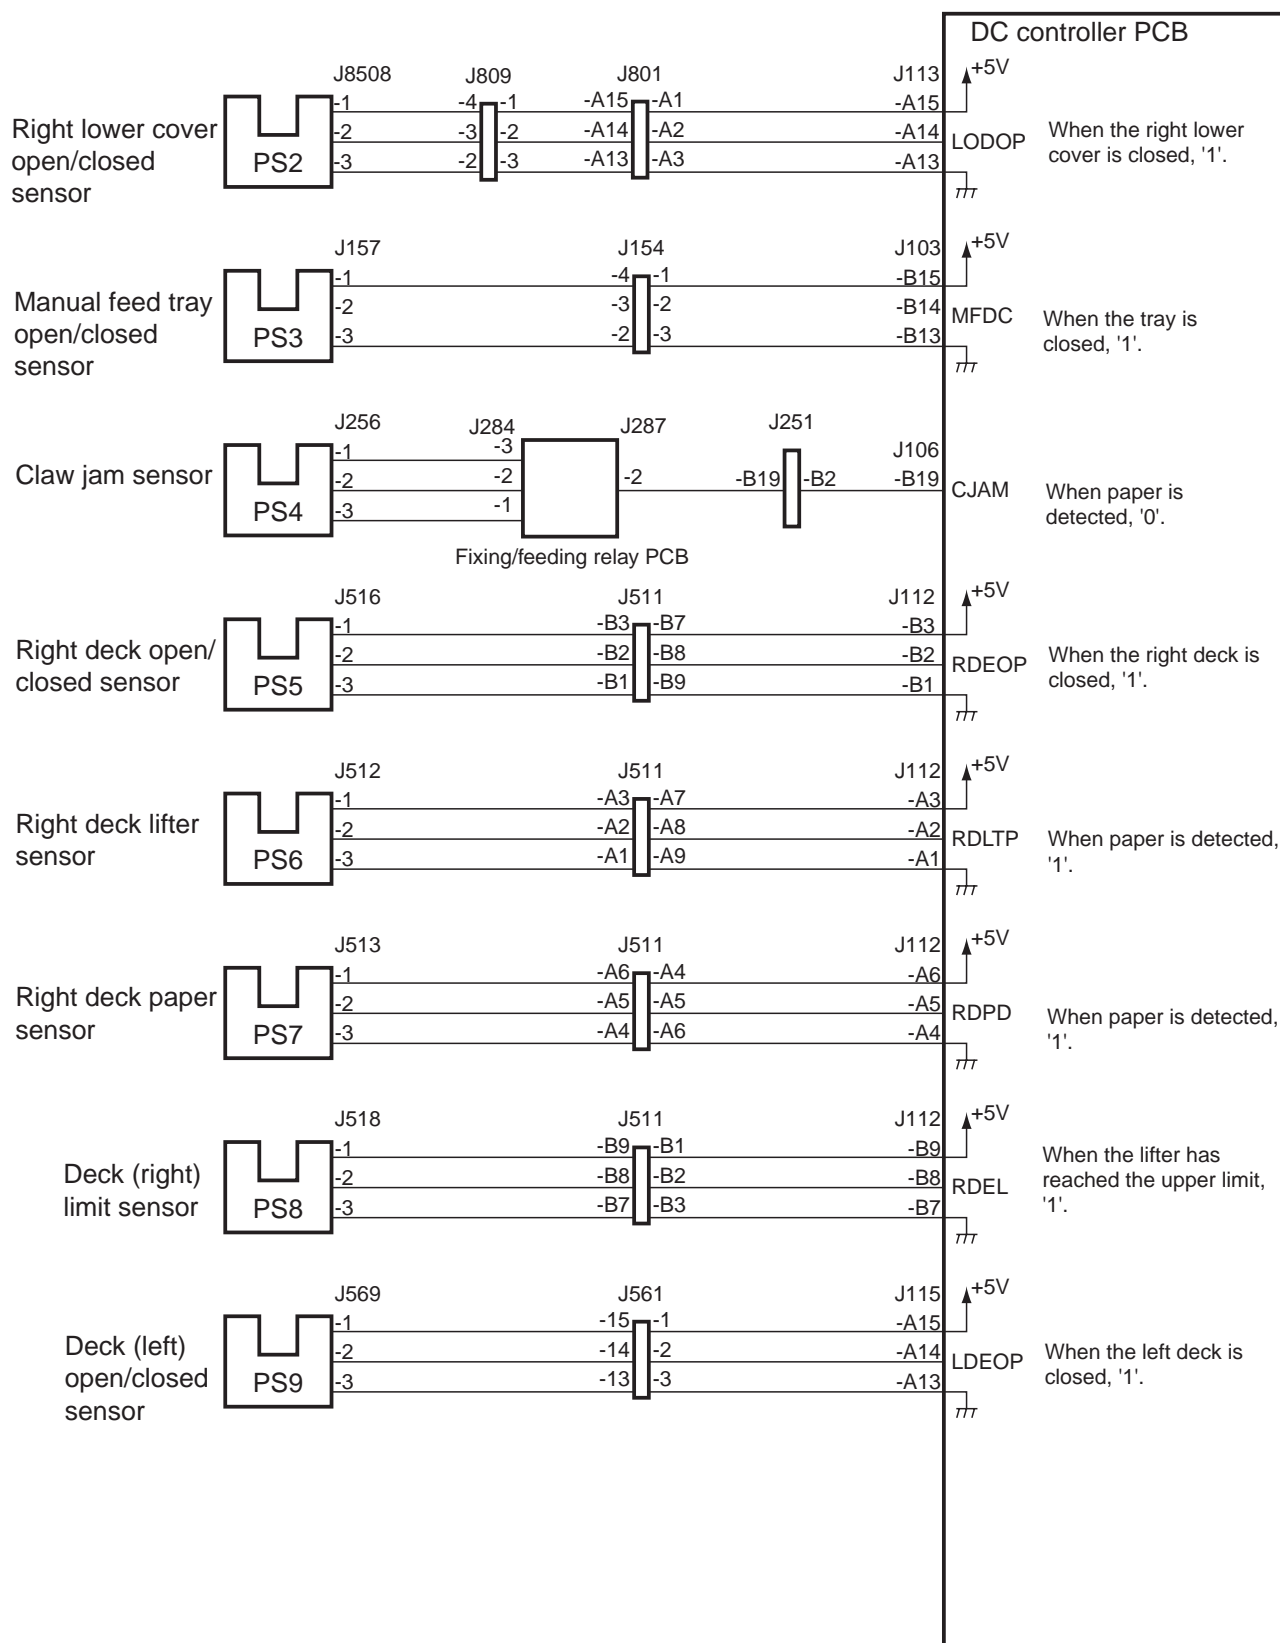 DC controller PCB
J8508 J809 J801 J113 +5V
-1 -4 -1 -A15 -A1 -A15
Right lower cover
open/closed
sensor
PS2
-2 -3 -2 -A14 -A2 -A14 LODOP
-3 -2 -3 -A13 -A3 -A13
When the right lower
cover is closed, '1'.
J157 J154 J103 +5V
-1 -4 -1 -B15
Manual feed tray
open/closed
sensor
PS3
-2 -3 -2 -B14 MFDC
-3 -2 -3 -B13
When the tray is
closed, '1'.
J256 J284 J287 J251 J106
-1 -3
Claw jam sensor
PS4
-2 -2 -2 -B19 -B2 -B19 CJAM
-3 -1
When paper is
detected, '0'.
Fixing/feeding relay PCB
J516 J511 J112 +5V
-1 -B3 -B7 -B3
Right deck open/
closed sensor
PS5
-2 -B2 -B8 -B2 RDEOP
-3 -B1 -B9 -B1
When the right deck is
closed, '1'.
J512 J511 J112 +5V
-1 -A3 -A7 -A3
Right deck lifter
sensor
PS6
-2 -A2 -A8 -A2 RDLTP
-3 -A1 -A9 -A1
When paper is detected,
'1'.
J513 J511 J112 +5V
-1 -A6 -A4 -A6
Right deck paper
sensor
PS7
-2 -A5 -A5 -A5 RDPD
-3 -A4 -A6 -A4
When paper is detected,
'1'.
J518 J511 J112 +5V
-1 -B9 -B1 -B9
Deck (right)
limit sensor
PS8
-2 -B8 -B2 -B8 RDEL
-3 -B7 -B3 -B7
When the lifter has
reached the upper limit,
'1'.
J569 J561 J115 +5V
-1 -15 -1 -A15
Deck (left)
open/closed
sensor
PS9
-2 -14 -2 -A14 LDEOP
-3 -13 -3 -A13
When the left deck is
closed, '1'.